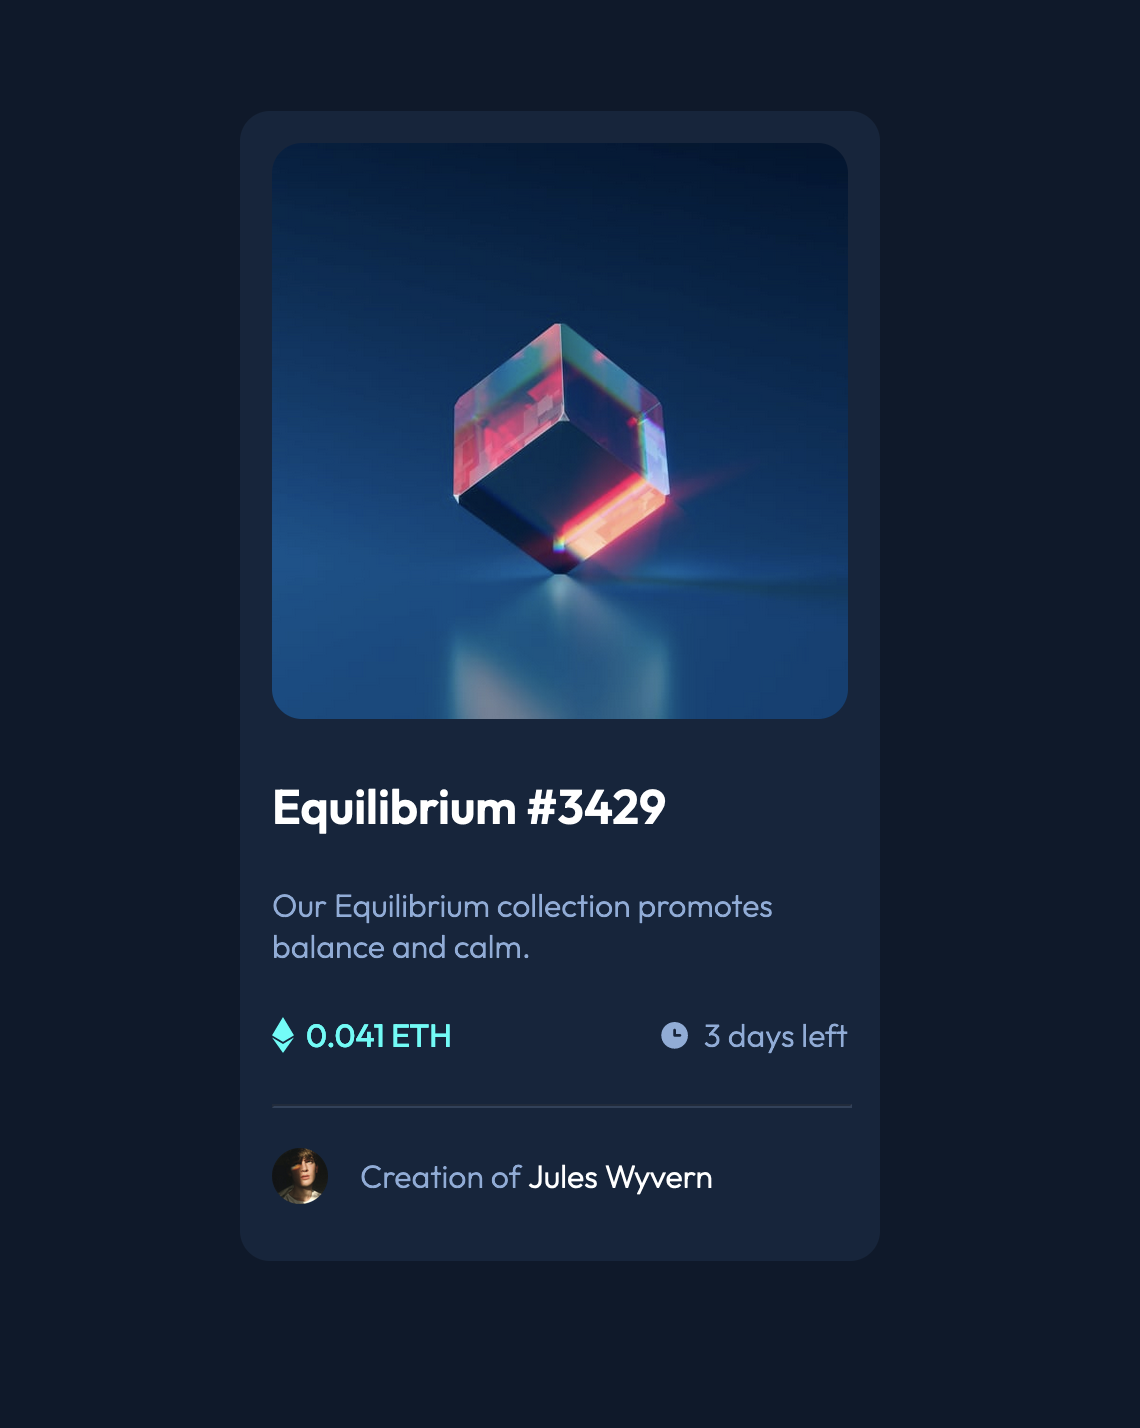 Equilibrium #3429
Our Equilibrium collection promotes
balance and calm.
0.041 ETH
3 days left
Creation of Jules Wyvern